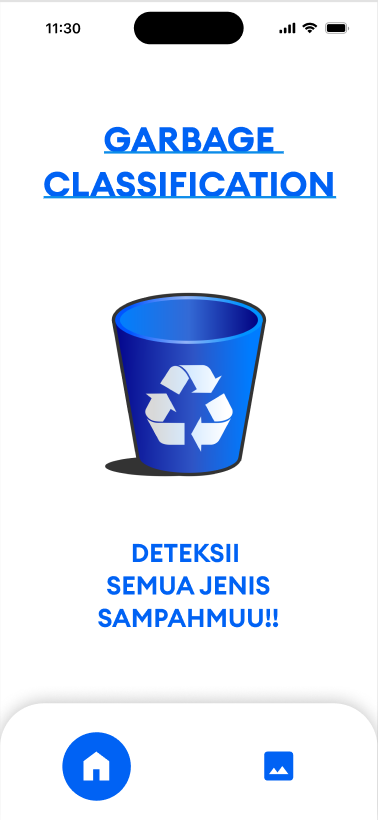 11:30
GARBAGE
CLASSIFICATION
DETEKSII
SEMUA JENIS
SAMPAHMUU!!